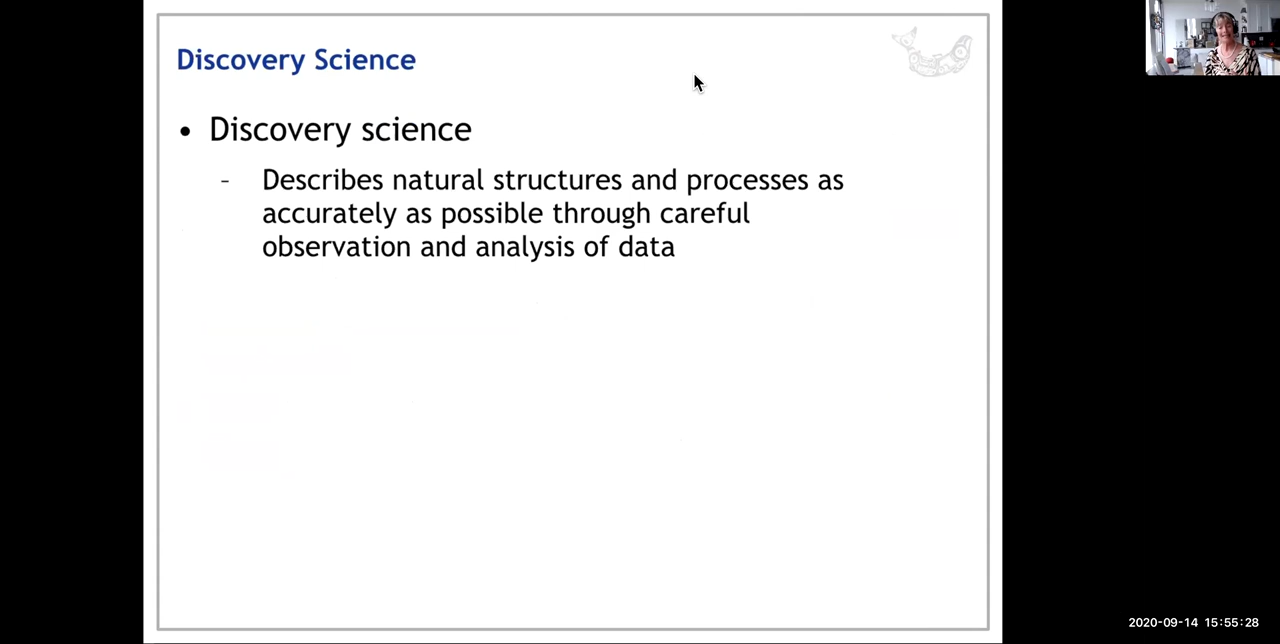 Discovery Science
• Discovery science
- Describes natural structures and processes as
accurately as possible through careful
observation and analysis of data
2020-09-14 15:55:28